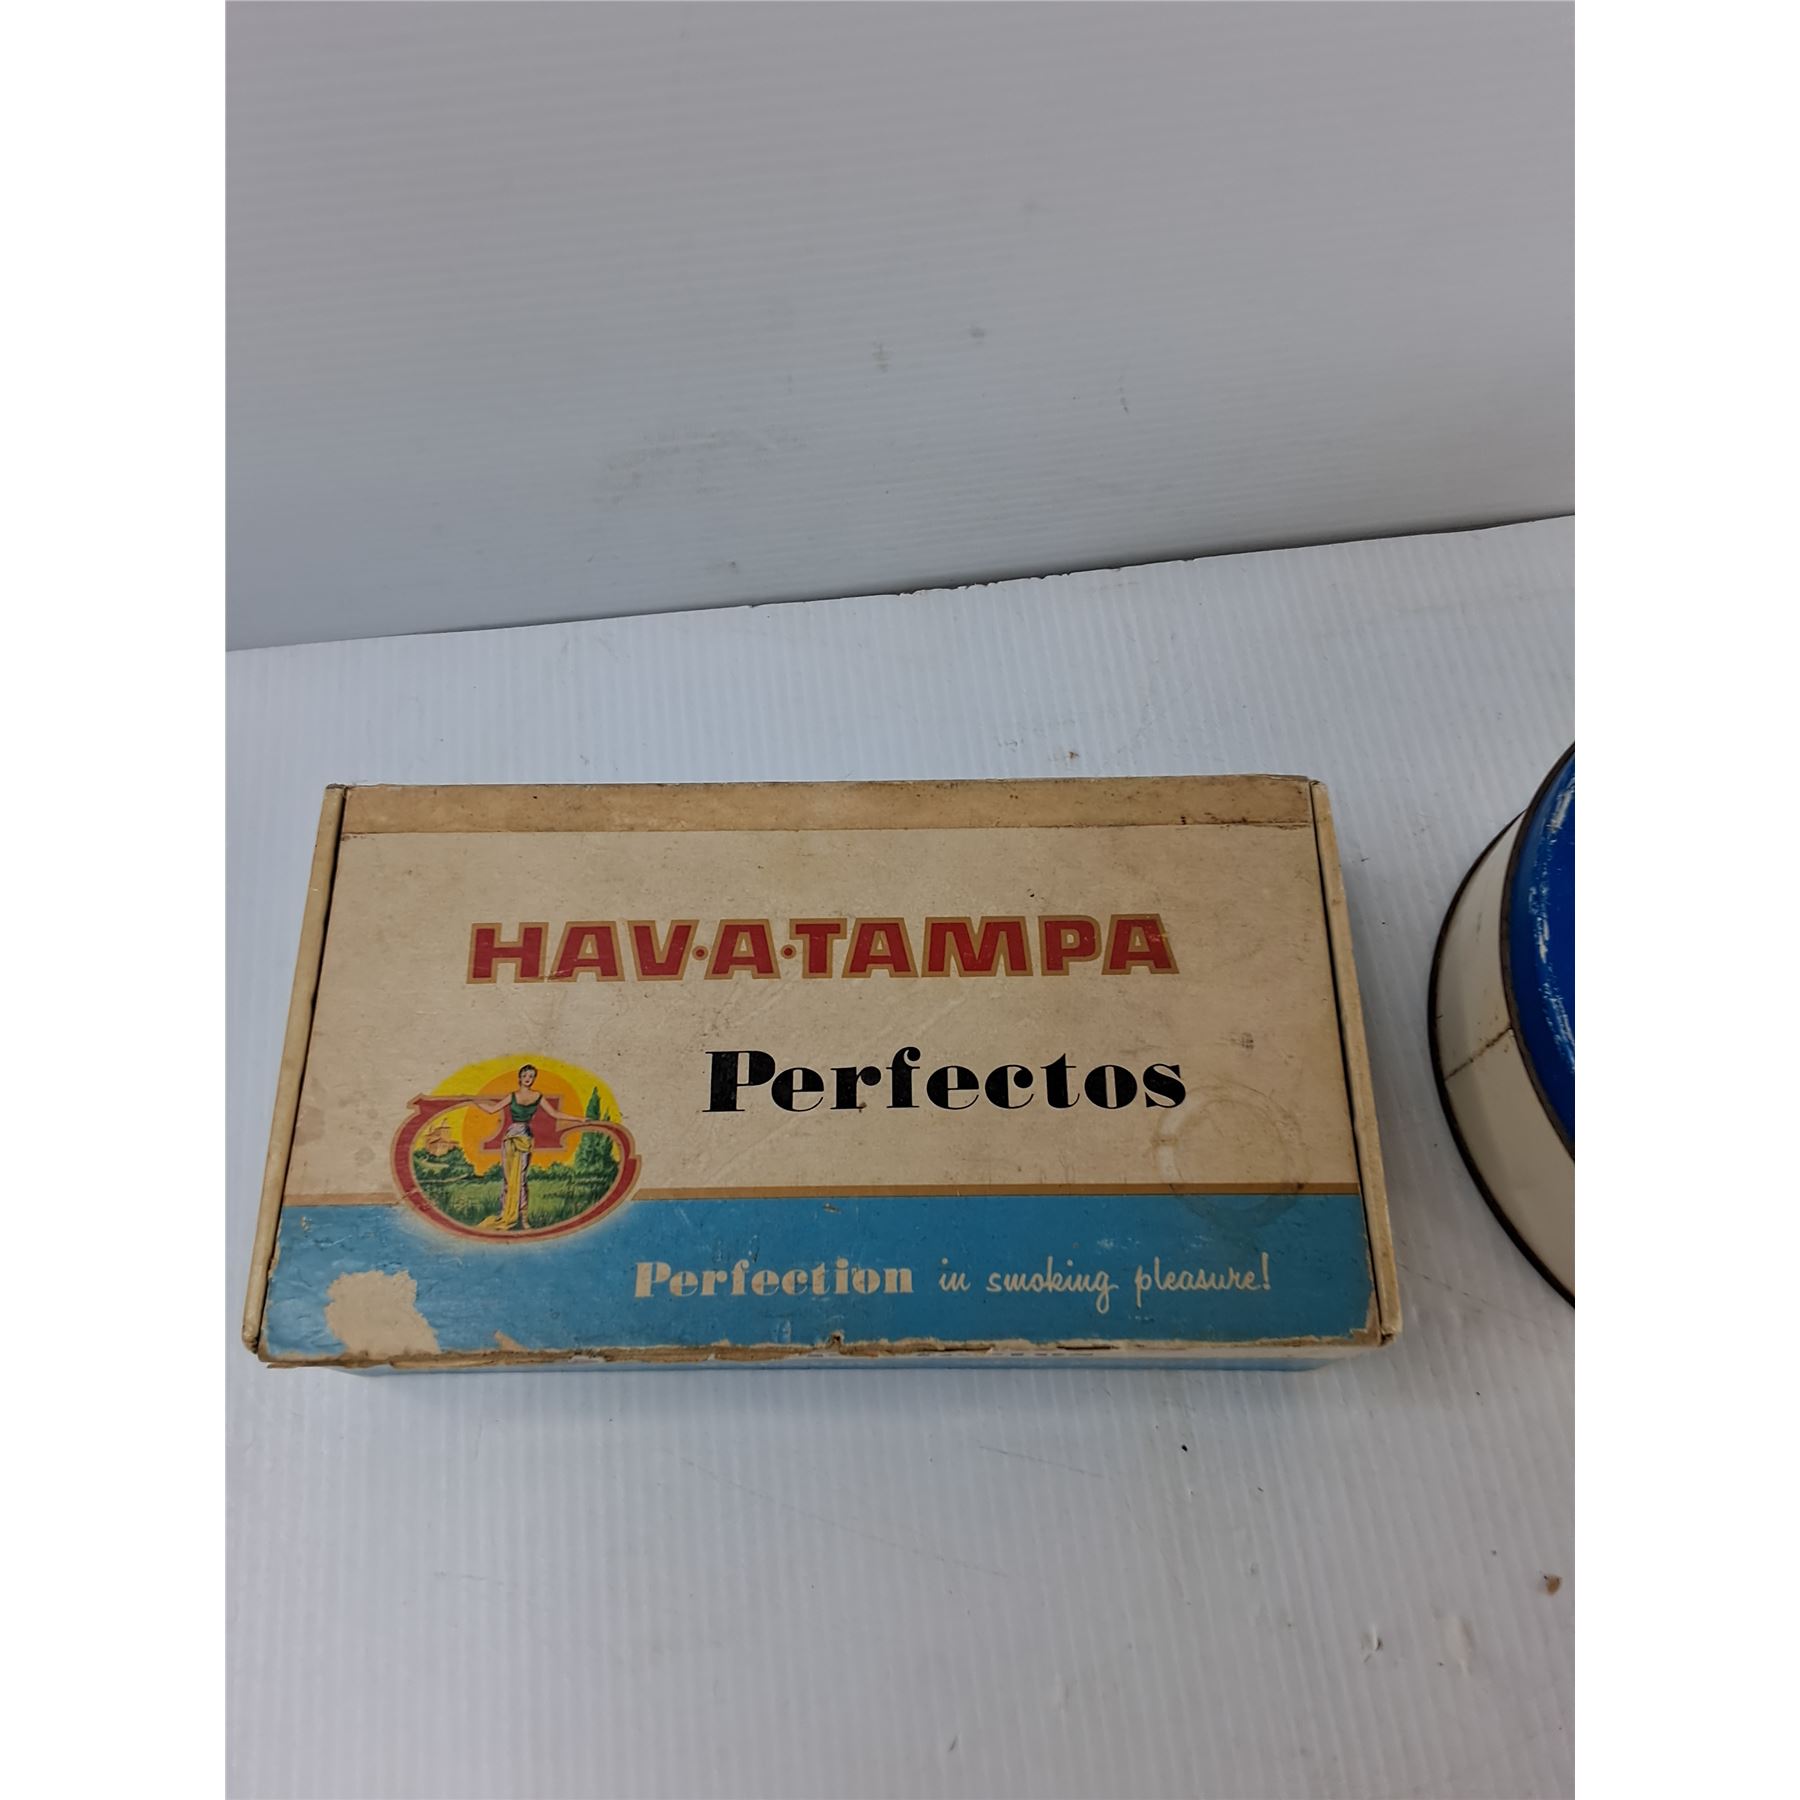 HAV·A·TAMPA
Perfectos
Perfection in smoking pleasure!